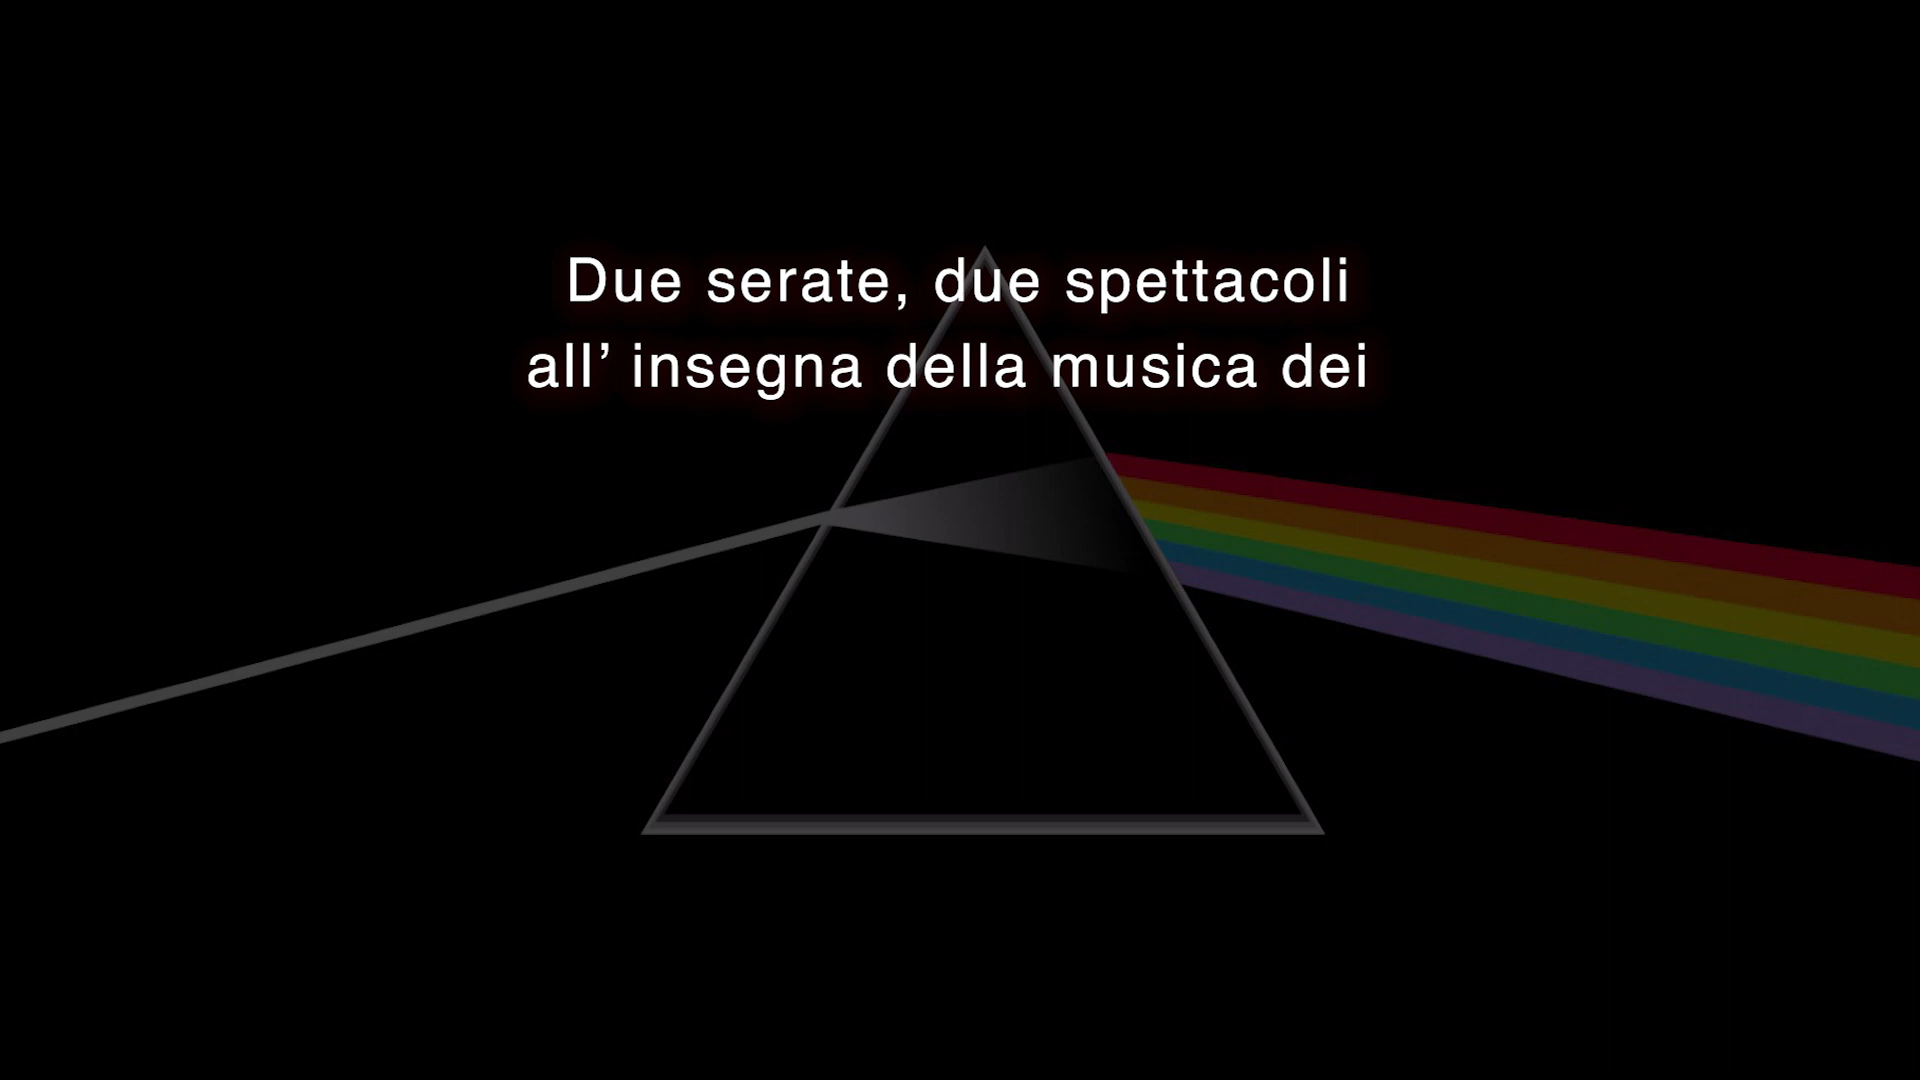 Due serate, due spettacoli
all’ insegna della musica dei